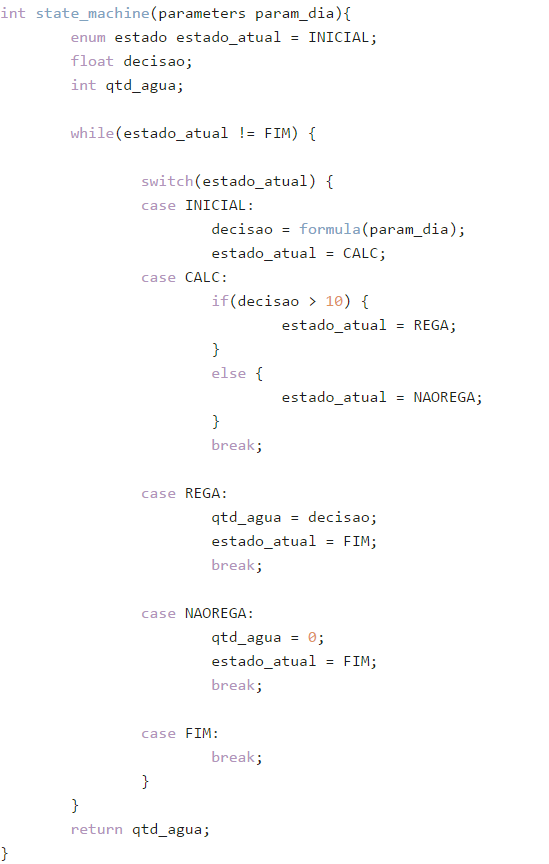 int state_machine(parameters param_dia){
        enum estado estado_atual = INICIAL;
        float decisao;
        int qtd_agua;

        while(estado_atual != FIM) {

                switch(estado_atual) {
                case INICIAL:
                        decisao = formula(param_dia);
                        estado_atual = CALC;
                case CALC:
                        if(decisao > 10) {
                                estado_atual = REGA;
                        }
                        else {
                                estado_atual = NAOREGA;
                        }
                        break;

                case REGA:
                        qtd_agua = decisao;
                        estado_atual = FIM;
                        break;

                case NAOREGA:
                        qtd_agua = 0;
                        estado_atual = FIM;
                        break;

                case FIM:
                        break;
                }
        }
        return qtd_agua;
}